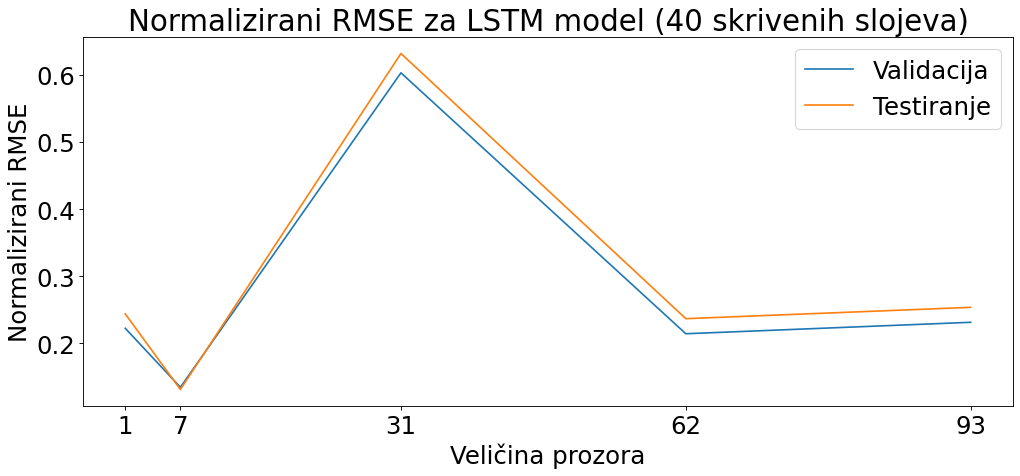 Normalizirani RMSE za LSTM model (40 skrivenih slojeva)
Validacija
Testiranje
Normalizirani RMSE
0.6
0.5
0.4
0.3
0.2
1 7 31 62 93
Veličina prozora